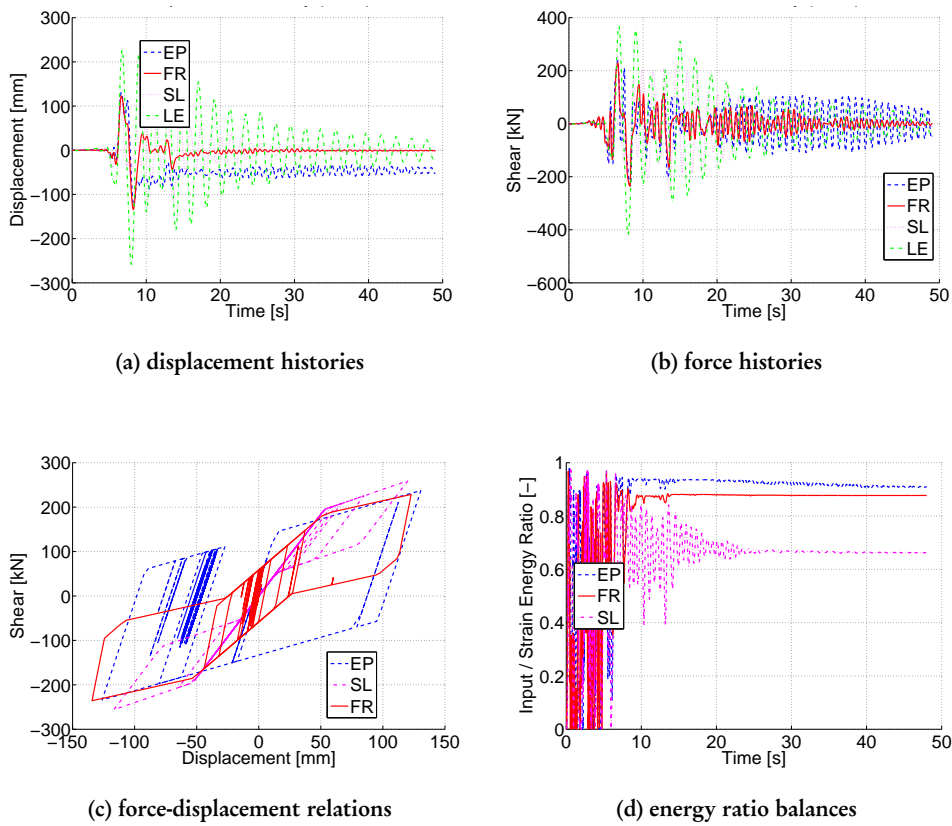 300
200
100
0
−100
−200
−300
0 10 20 30 40 50
Displacement [mm]
Time [s]
EP
FR
SL
LE
(a) displacement histories
400
200
0
−200
−400
−600
0 10 20 30 40 50
Shear [kN]
Time [s]
EP
FR
SL
LE
(b) force histories
300
200
100
0
−100
−200
−300
−150 −100 −50 0 50 100 150
Shear [kN]
Displacement [mm]
EP
SL
FR
(c) force-displacement relations
1
0.8
0.6
0.4
0.2
0
0 10 20 30 40 50
Input / Strain Energy Ratio [-]
Time [s]
EP
FR
SL
(d) energy ratio balances